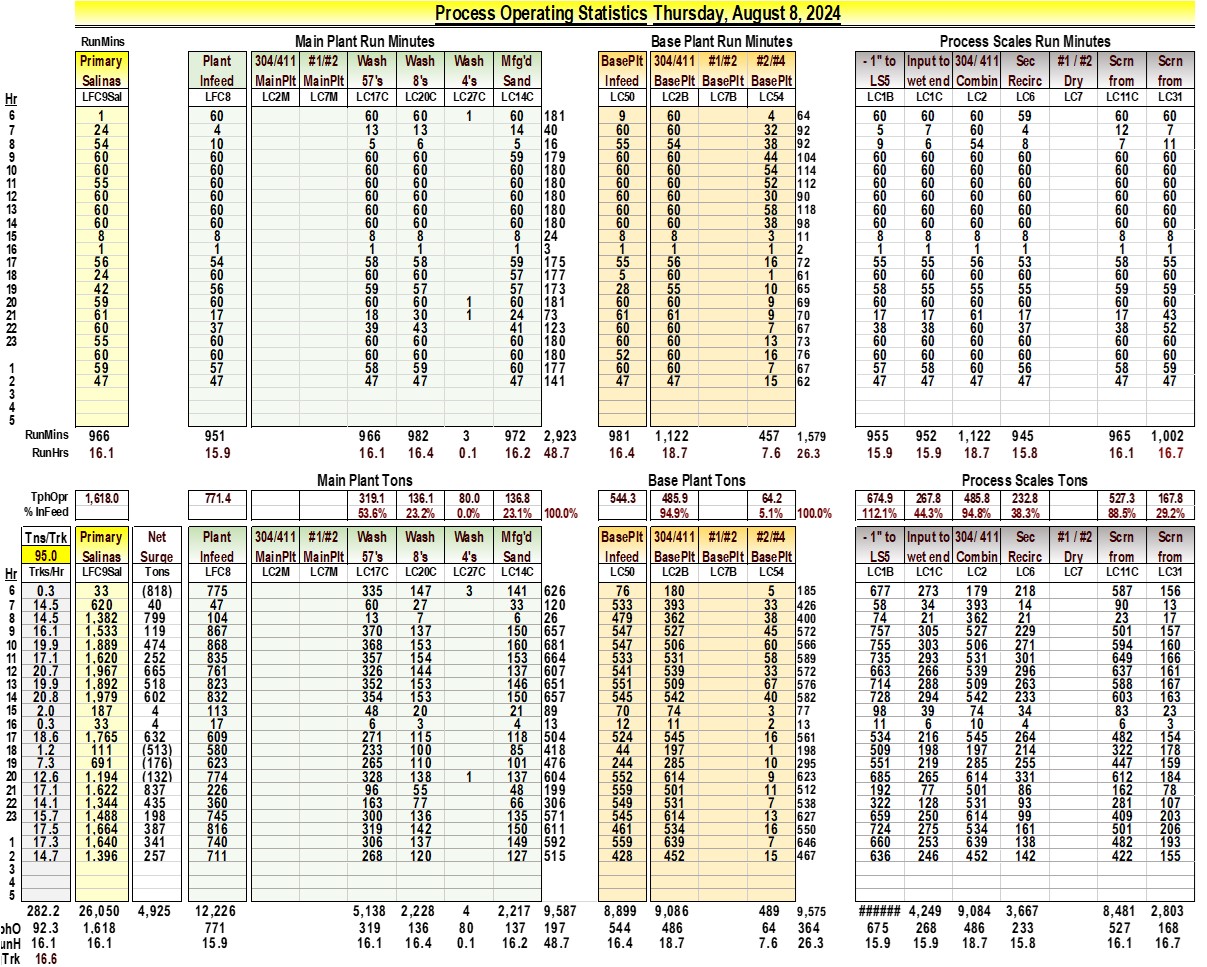 Process Operating Statistics Thursday, August 8, 2024
RunMins Main Plant Run Minutes Base Plant Run Minutes Process Scales Run Minutes
Primary Plant 304/411 #1/#2 Wash Wash Wash Mfg'd BasePlt 304/411 #1/#2 #2/#4 - 1" to Input to 304/ 411 Sec #1 / #2 Scrn Scrn
Salinas Infeed MainPlt MainPlt 57's 8's 4's Sand Infeed BasePlt BasePlt BasePlt LS5 wet end Combin Recirc Dry from from
Hr LFC9Sal LFC8 LC2M LC7M LC17C LC20C LC27C LC14C LC50 LC2B LC7B LC54 LC1B LC1C LC2 LC6 LC7 LC11C LC31
6 1 60 60 60 1 60 181 9 60 4 64 60 60 60 59 60 60
7 24 4 13 13 14 40 60 60 32 92 5 7 60 4 12 7
8 54 10 5 6 5 16 55 54 38 92 9 6 54 8 7 11
9 60 60 60 60 59 179 60 60 44 104 60 60 60 60 60 60
10 60 60 60 60 60 180 60 60 54 114 60 60 60 60 60 60
11 55 60 60 60 60 180 60 60 52 112 60 60 60 60 60 60
12 60 60 60 60 60 180 60 60 30 90 60 60 60 60 60 60
13 60 60 60 60 60 180 60 60 58 118 60 60 60 60 60 60
14 60 60 60 60 60 180 60 60 38 98 60 60 60 60 60 60
15 8 8 8 8 8 24 8 8 3 11 8 8 8 8 8 8
16 1 1 1 1 1 3 1 1 1 2 1 1 1 1 1 1
17 56 54 58 58 59 175 55 56 16 72 55 55 56 53 58 55
18 24 60 60 60 57 177 5 60 1 61 60 60 60 60 60 60
19 42 56 59 57 57 173 28 55 10 65 58 55 55 55 59 59
20 59 60 60 60 1 60 181 60 60 9 69 60 60 60 60 60 60
21 61 17 18 30 1 24 73 61 61 9 70 17 17 61 17 17 43
22 60 37 39 43 41 123 60 60 7 67 38 38 60 37 38 52
23 55 60 60 60 60 180 60 60 13 73 60 60 60 60 60 60
60 60 60 60 60 180 52 60 16 76 60 60 60 60 60 60
1 59 57 58 59 60 177 60 60 7 67 57 58 60 56 58 59
2 47 47 47 47 47 141 47 47 15 62 47 47 47 47 47 47
3
4
5
RunMins 966 951 966 982 3 972 2,923 981 1,122 457 1,579 955 952 1,122 945 965 1,002
RunHrs 16.1 15.9 16.1 16.4 0.1 16.2 48.7 16.4 18.7 7.6 26.3 15.9 15.9 18.7 15.8 16.1 16.7
Main Plant Tons Base Plant Tons Process Scales Tons
TphOpr 1,618.0 771.4 319.1 136.1 80.0 136.8 544.3 485.9 64.2 674.9 267.8 485.8 232.8 527.3 167.8
% InFeed 53.6% 23.2% 0.0% 23.1% 100.0% 94.9% 5.1% 100.0% 112.1% 44.3% 94.8% 38.3% 88.5% 29.2%
Tns/Trk Primary Net Plant 304/411 #1/#2 Wash Wash Wash Mfg'd BasePlt 304/411 #1/#2 #2/#4 - 1" to Input to 304/ 411 Sec #1 / #2 Scrn Scrn
95.0 Salinas Surge Infeed MainPlt MainPlt 57's 8's 4's Sand Infeed BasePlt BasePlt BasePlt LS5 wet end Combin Recirc Dry from from
Hr Trks/Hr LFC9Sal Tons LFC8 LC2M LC7M LC17C LC20C LC27C LC14C LC50 LC2B LC7B LC54 LC1B LC1C LC2 LC6 LC7 LC11C LC31
6 0.3 33 (818) 775 335 147 3 141 626 76 180 5 185 677 273 179 218 587 156
7 14.5 620 40 47 60 27 33 120 533 393 33 426 58 34 393 14 90 13
8 14.5 1,382 799 104 13 7 6 26 479 362 38 400 74 21 362 21 23 17
9 16.1 1,533 119 867 370 137 150 657 547 527 45 572 757 305 527 229 501 157
10 19.9 1.889 474 868 368 153 160 681 547 506 60 566 755 303 506 271 594 160
11 17.1 1,620 252 835 357 154 153 664 533 531 58 589 735 293 531 301 649 166
12 20.7 1,967 665 761 326 144 137 607 541 539 33 572 663 266 539 296 637 161
13 19.9 1,892 518 823 352 153 146 651 551 509 67 576 714 288 509 263 588 167
14 20.8 1,979 602 832 354 153 150 657 545 542 40 582 728 294 542 233 603 163
15 2.0 187 4 113 48 20 21 89 70 74 3 77 98 39 74 34 83 23
16 0.3 33 4 17 6 3 4 13 12 11 2 13 11 6 10 4 6 3
17 18.6 1,765 632 609 271 115 118 504 524 545 16 561 534 216 545 264 482 154
18 1.2 111 (513) 580 233 100 85 418 44 197 1 198 509 198 197 214 322 178
19 7.3 691 (176) 623 265 110 101 476 244 285 10 295 551 219 285 255 447 159
20 12.6 1.194 (132) 774 328 138 1 137 604 552 614 9 623 685 265 614 331 612 184
21 17.1 1.622 837 226 96 55 48 199 559 501 11 512 192 77 501 86 162 78
22 14.1 1,344 435 360 163 77 66 306 549 531 7 538 322 128 531 93 281 107
23 15.7 1,488 198 745 300 136 135 571 545 614 13 627 659 250 614 99 409 203
17.5 1,664 387 816 319 142 150 611 461 534 16 550 724 275 534 161 501 206
1 17.3 1,640 341 740 306 137 149 592 559 639 7 646 660 253 639 138 482 193
2 14.7 1.396 257 711 268 120 127 515 428 452 15 467 636 246 452 142 422 155
3
4
5
282.2 26,050 4,925 12,226 5,138 2,228 4 2,217 9,587 8,899 9,086 489 9,575 ###### 4,249 9,084 3,667 8,481 2,803
phO 92.3 1,618 771 319 136 80 137 197 544 486 64 364 675 268 486 233 527 168
unH 16.1 16.1 15.9 16.1 16.4 0.1 16.2 48.7 16.4 18.7 7.6 26.3 15.9 15.9 18.7 15.8 16.1 16.7
Trk 16.6